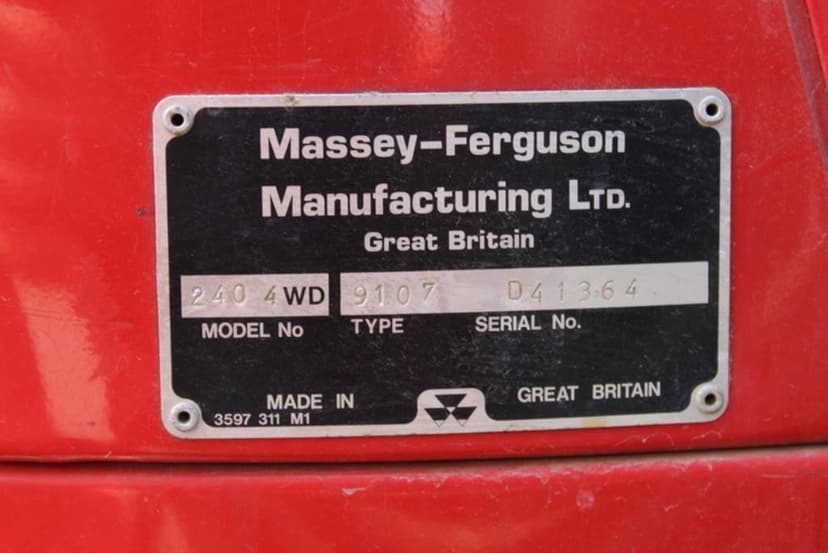 Massey-Ferguson
Manufacturing LTD.
Great Britain
240 4WD 9107 D41364
MODEL No TYPE SERIAL No.
MADE IN GREAT BRITAIN
3597 311 M1